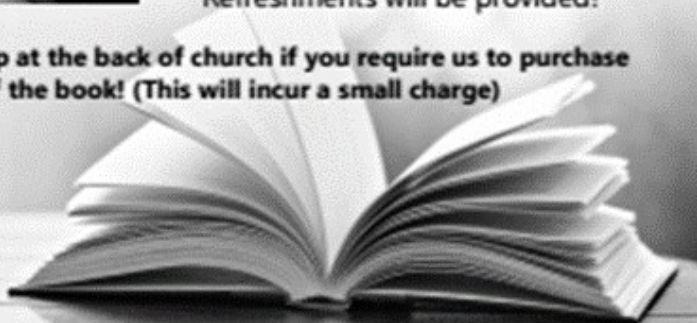 Refreshments will be provided!
p at the back of church if you require us to purchase
the book! (This will incur a small charge)